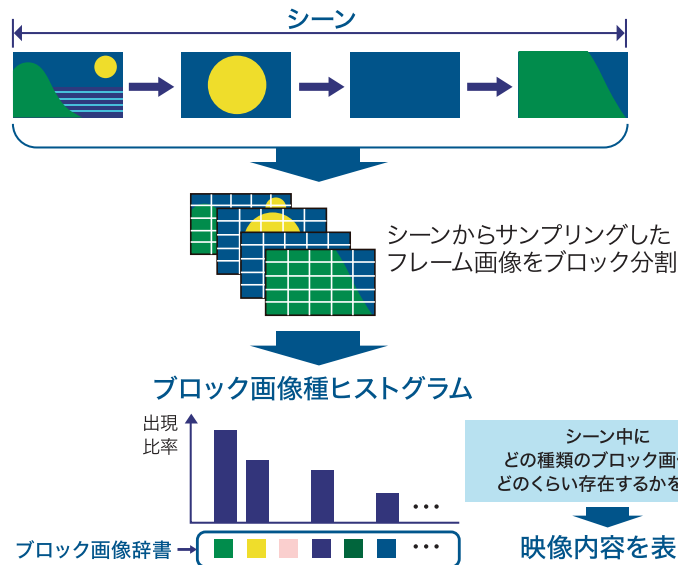 シーン
シーンからサンプリングした
フレーム画像をブロック分割
ブロック画像種ヒストグラム
出現
比率
シーン中に
どの種類のブロック画
どのくらい存在するかを
...
ブロック画像辞書
...
映像内容を表